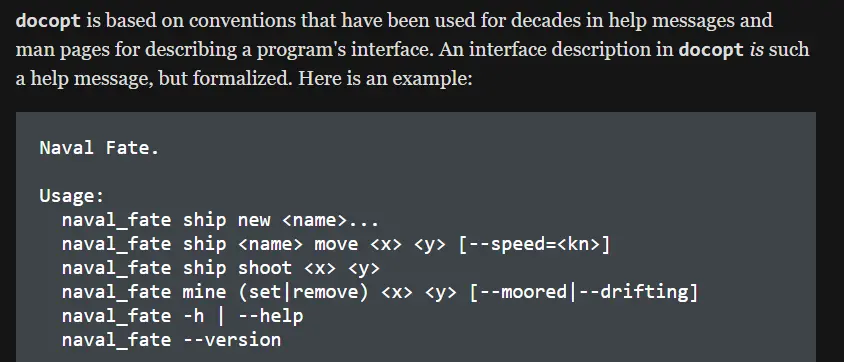 docopt is based on conventions that have been used for decades in help messages and
man pages for describing a program's interface. An interface description in docopt is such
a help message, but formalized. Here is an example:
Naval Fate.
Usage:
  naval_fate ship new <name>...
  naval_fate ship <name> move <x> <y> [--speed=<kn>]
  naval_fate ship shoot <x> <y>
  naval_fate mine (set|remove) <x> <y> [--moored|--drifting]
  naval_fate -h | --help
  naval_fate --version